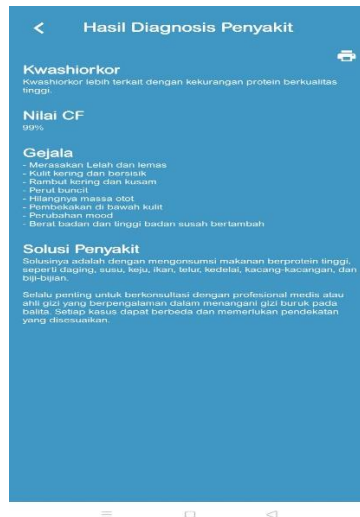 Hasil Diagnosis Penyakit
Kwashiorkor
Kwashiorkor lebih terkait dengan kekurangan protein berkualitas
tinggi.
Nilai CF
99%
Gejala
- Merasakan Lelah dan lemas
- Kulit kering dan bersisik
- Rambut kering dan kusam
- Perut buncit
- Hilangnya massa otot
- Pembekakan di bawah kulit
- Perubahan mood
- Berat badan dan tinggi badan susah bertambah
Solusi Penyakit
Solusinya adalah dengan mengonsumsi makanan berprotein tinggi,
seperti daging, susu, keju, ikan, telur, kedelai, kacang-kacangan, dan
biji-bijian.
Selalu penting untuk berkonsultasi dengan profesional medis atau
ahli gizi yang berpengalaman dalam menangani gizi buruk pada
balita. Setiap kasus dapat berbeda dan memerlukan pendekatan
yang disesuaikan.